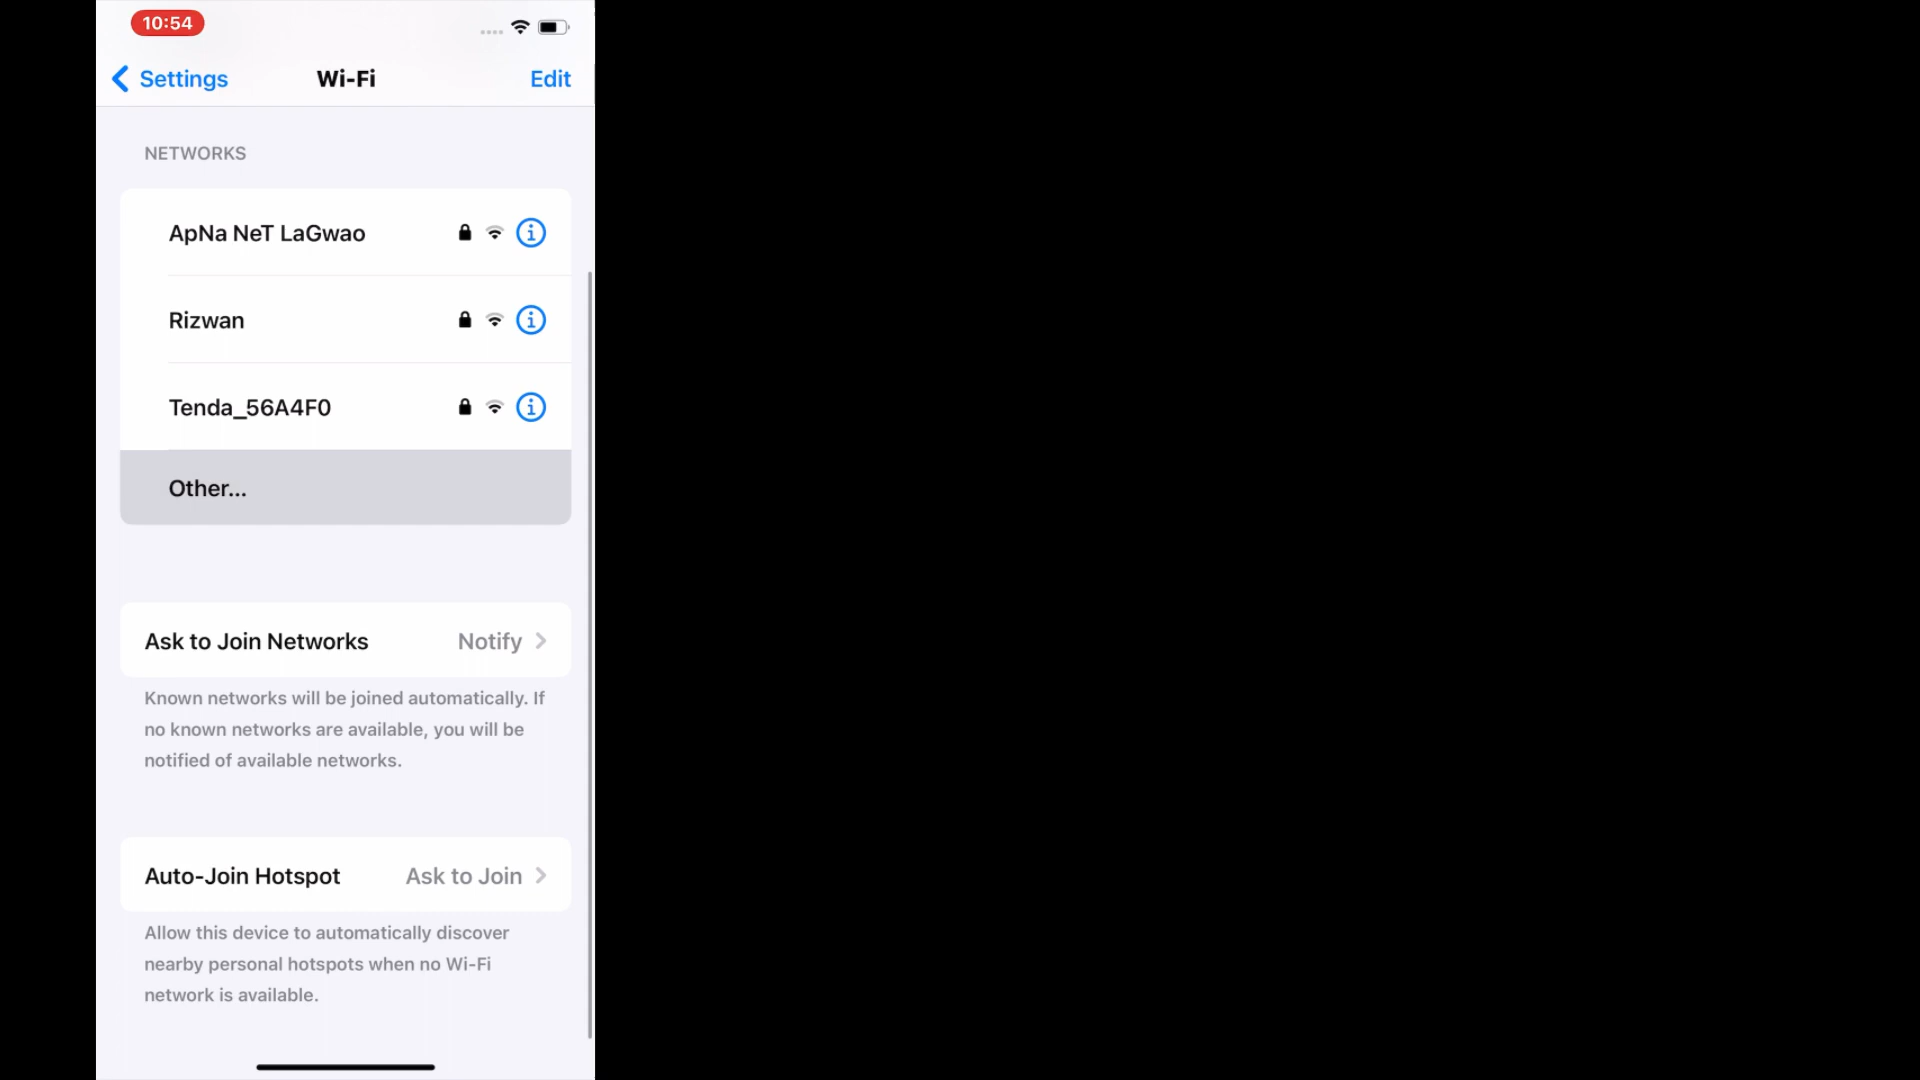 10:54
Settings
Wi-Fi
Edit
NETWORKS
ApNa NeT LaGwao
Rizwan
Tenda_56A4F0
Other...
Ask to Join Networks Notify
Known networks will be joined automatically. If
no known networks are available, you will be
notified of available networks.
Auto-Join Hotspot Ask to Join
Allow this device to automatically discover
nearby personal hotspots when no Wi-Fi
network is available.